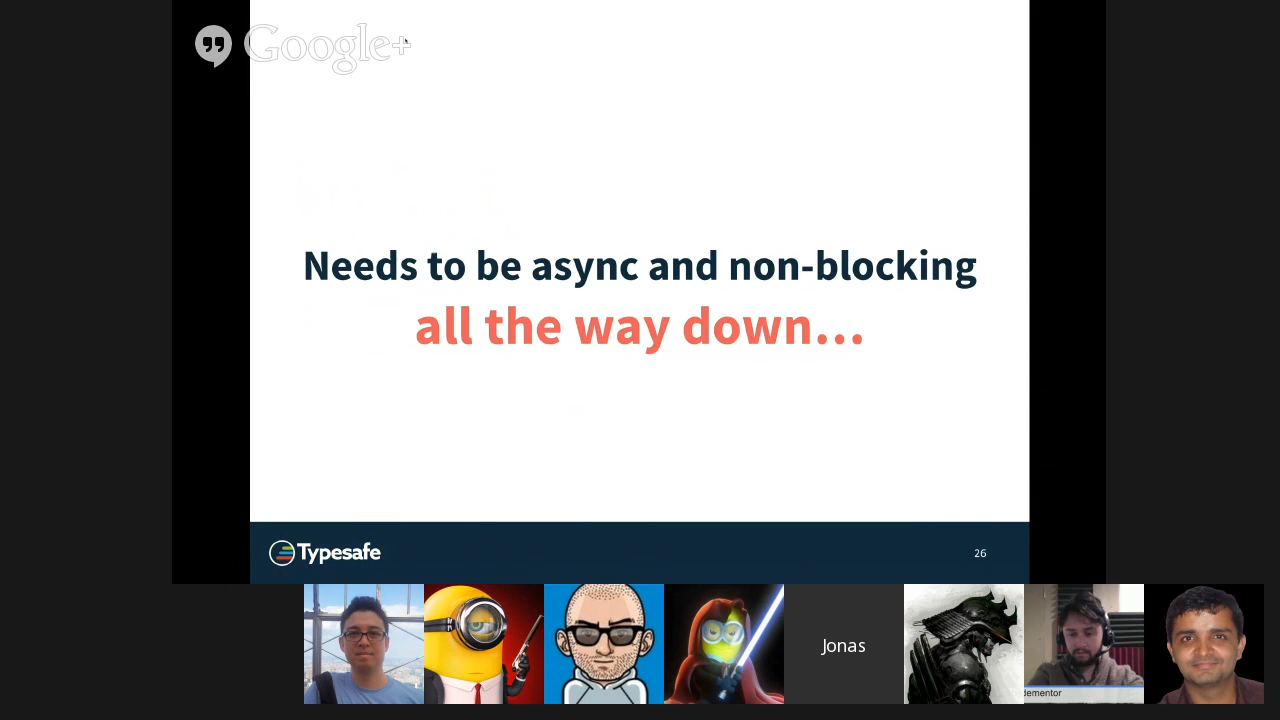 Google+
Needs to be async and non-blocking
all the way down...
Typesafe
26
Jonas
dementor